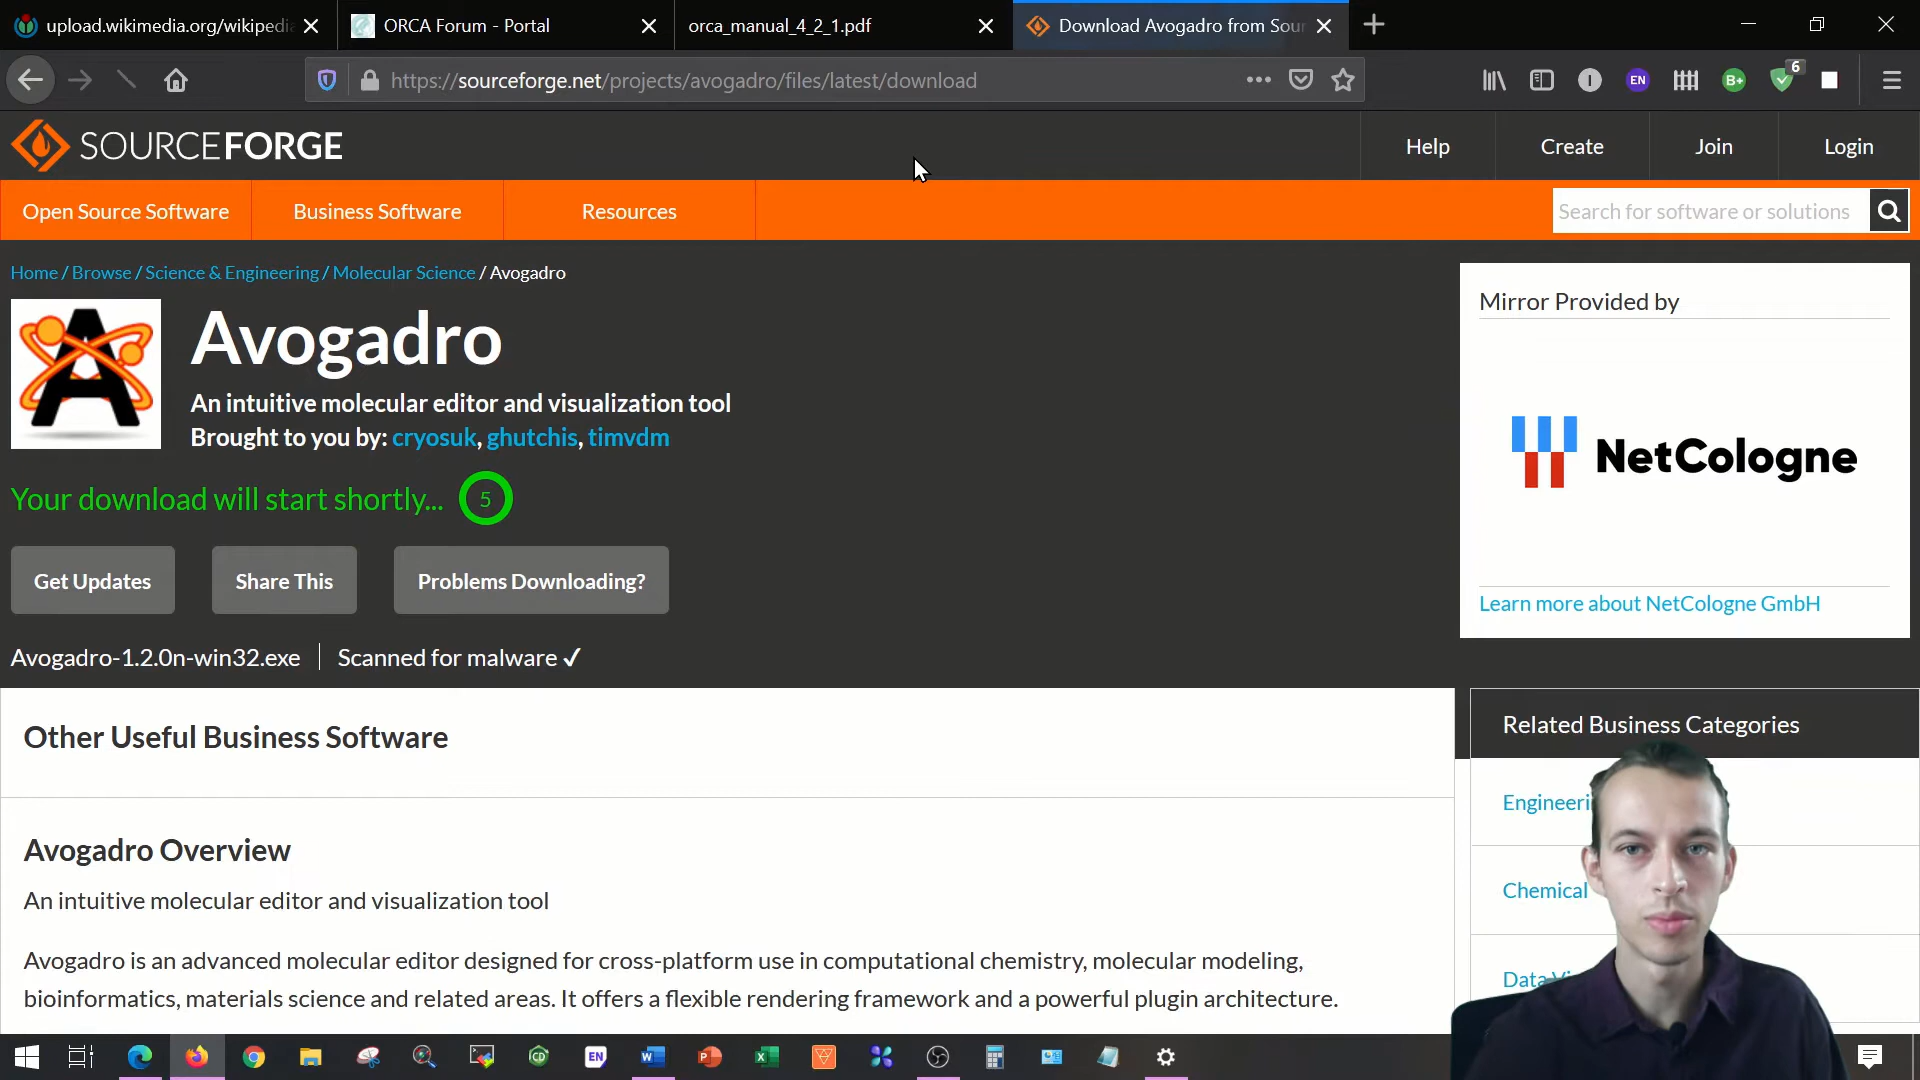 upload.wikimedia.org/wikipedi
ORCA Forum - Portal
orca_manual_4_2_1.pdf
Download Avogadro from Sour
https://sourceforge.net/projects/avogadro/files/latest/download
EN
B+
6
SOURCEFORGE
Help
Create
Join
Login
Open Source Software
Business Software
Resources
Search for software or solutions
Home / Browse / Science & Engineering / Molecular Science / Avogadro
Avogadro
An intuitive molecular editor and visualization tool
Brought to you by: cryosuk, ghutchis, timvdm
Your download will start shortly... 5
Get Updates
Share This
Problems Downloading?
Avogadro-1.2.0n-win32.exe
Scanned for malware ✓
Mirror Provided by
NetCologne
Learn more about NetCologne GmbH
Other Useful Business Software
Avogadro Overview
An intuitive molecular editor and visualization tool
Avogadro is an advanced molecular editor designed for cross-platform use in computational chemistry, molecular modeling,
bioinformatics, materials science and related areas. It offers a flexible rendering framework and a powerful plugin architecture.
Related Business Categories
Engineeri
Chemical
Data Vi
CD
EN